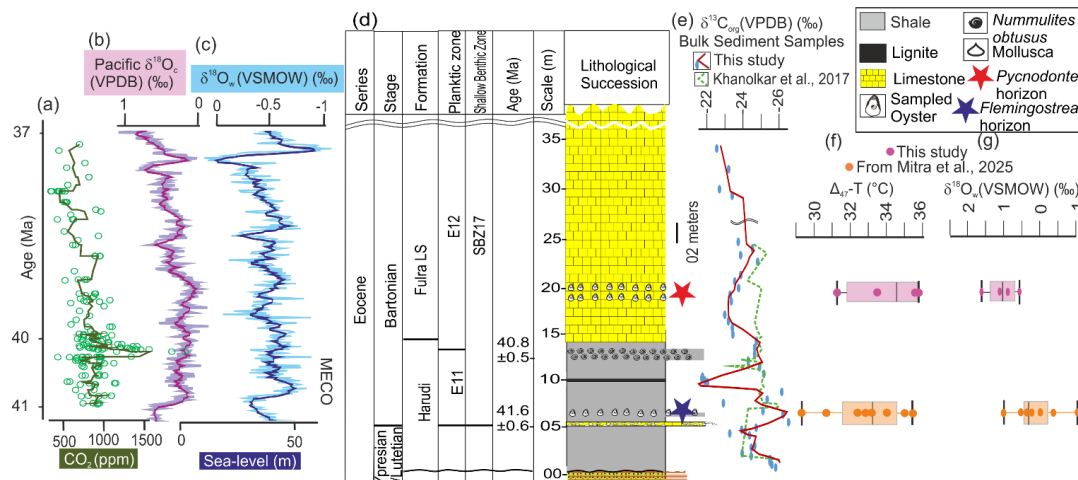 (a)
(b)
Pacific δ¹⁸Oc
(VPDB) (‰)
1
0
(c)
δ¹⁸Ow (VSMOW) (‰)
0
-0.5
-1
37
40
41
Age (Ma)
500
1000
1500
CO₂ (ppm)
0
50
Sea-level (m)
MECO
(d)
Series
Stage
Formation
Planktic zone
Shallow Benthic Zone
Age (Ma)
Scale (m)
Lithological
Succession
Eocene
Bartonian
Lutetian
Ypresian
Fulra LS
Harudi
E12
E11
SBZ17
40.8
±0.5
41.6
±0.6
35
30
25
20
15
10
05
00
02 meters
(e)
δ¹³Corg(VPDB) (‰)
Bulk Sediment Samples
This study
Khanolkar et al., 2017
-22
-24
-26
Shale
Lignite
Limestone
Sampled
Oyster
Nummulites
obtusus
Mollusca
Pycnodonte
horizon
Flemingostrea
horizon
(f)
(g)
This study
From Mitra et al., 2025
Δ₄₇-T (°C)
30
32
34
36
δ¹⁸Ow(VSMOW) (‰)
-2
-1
0
1